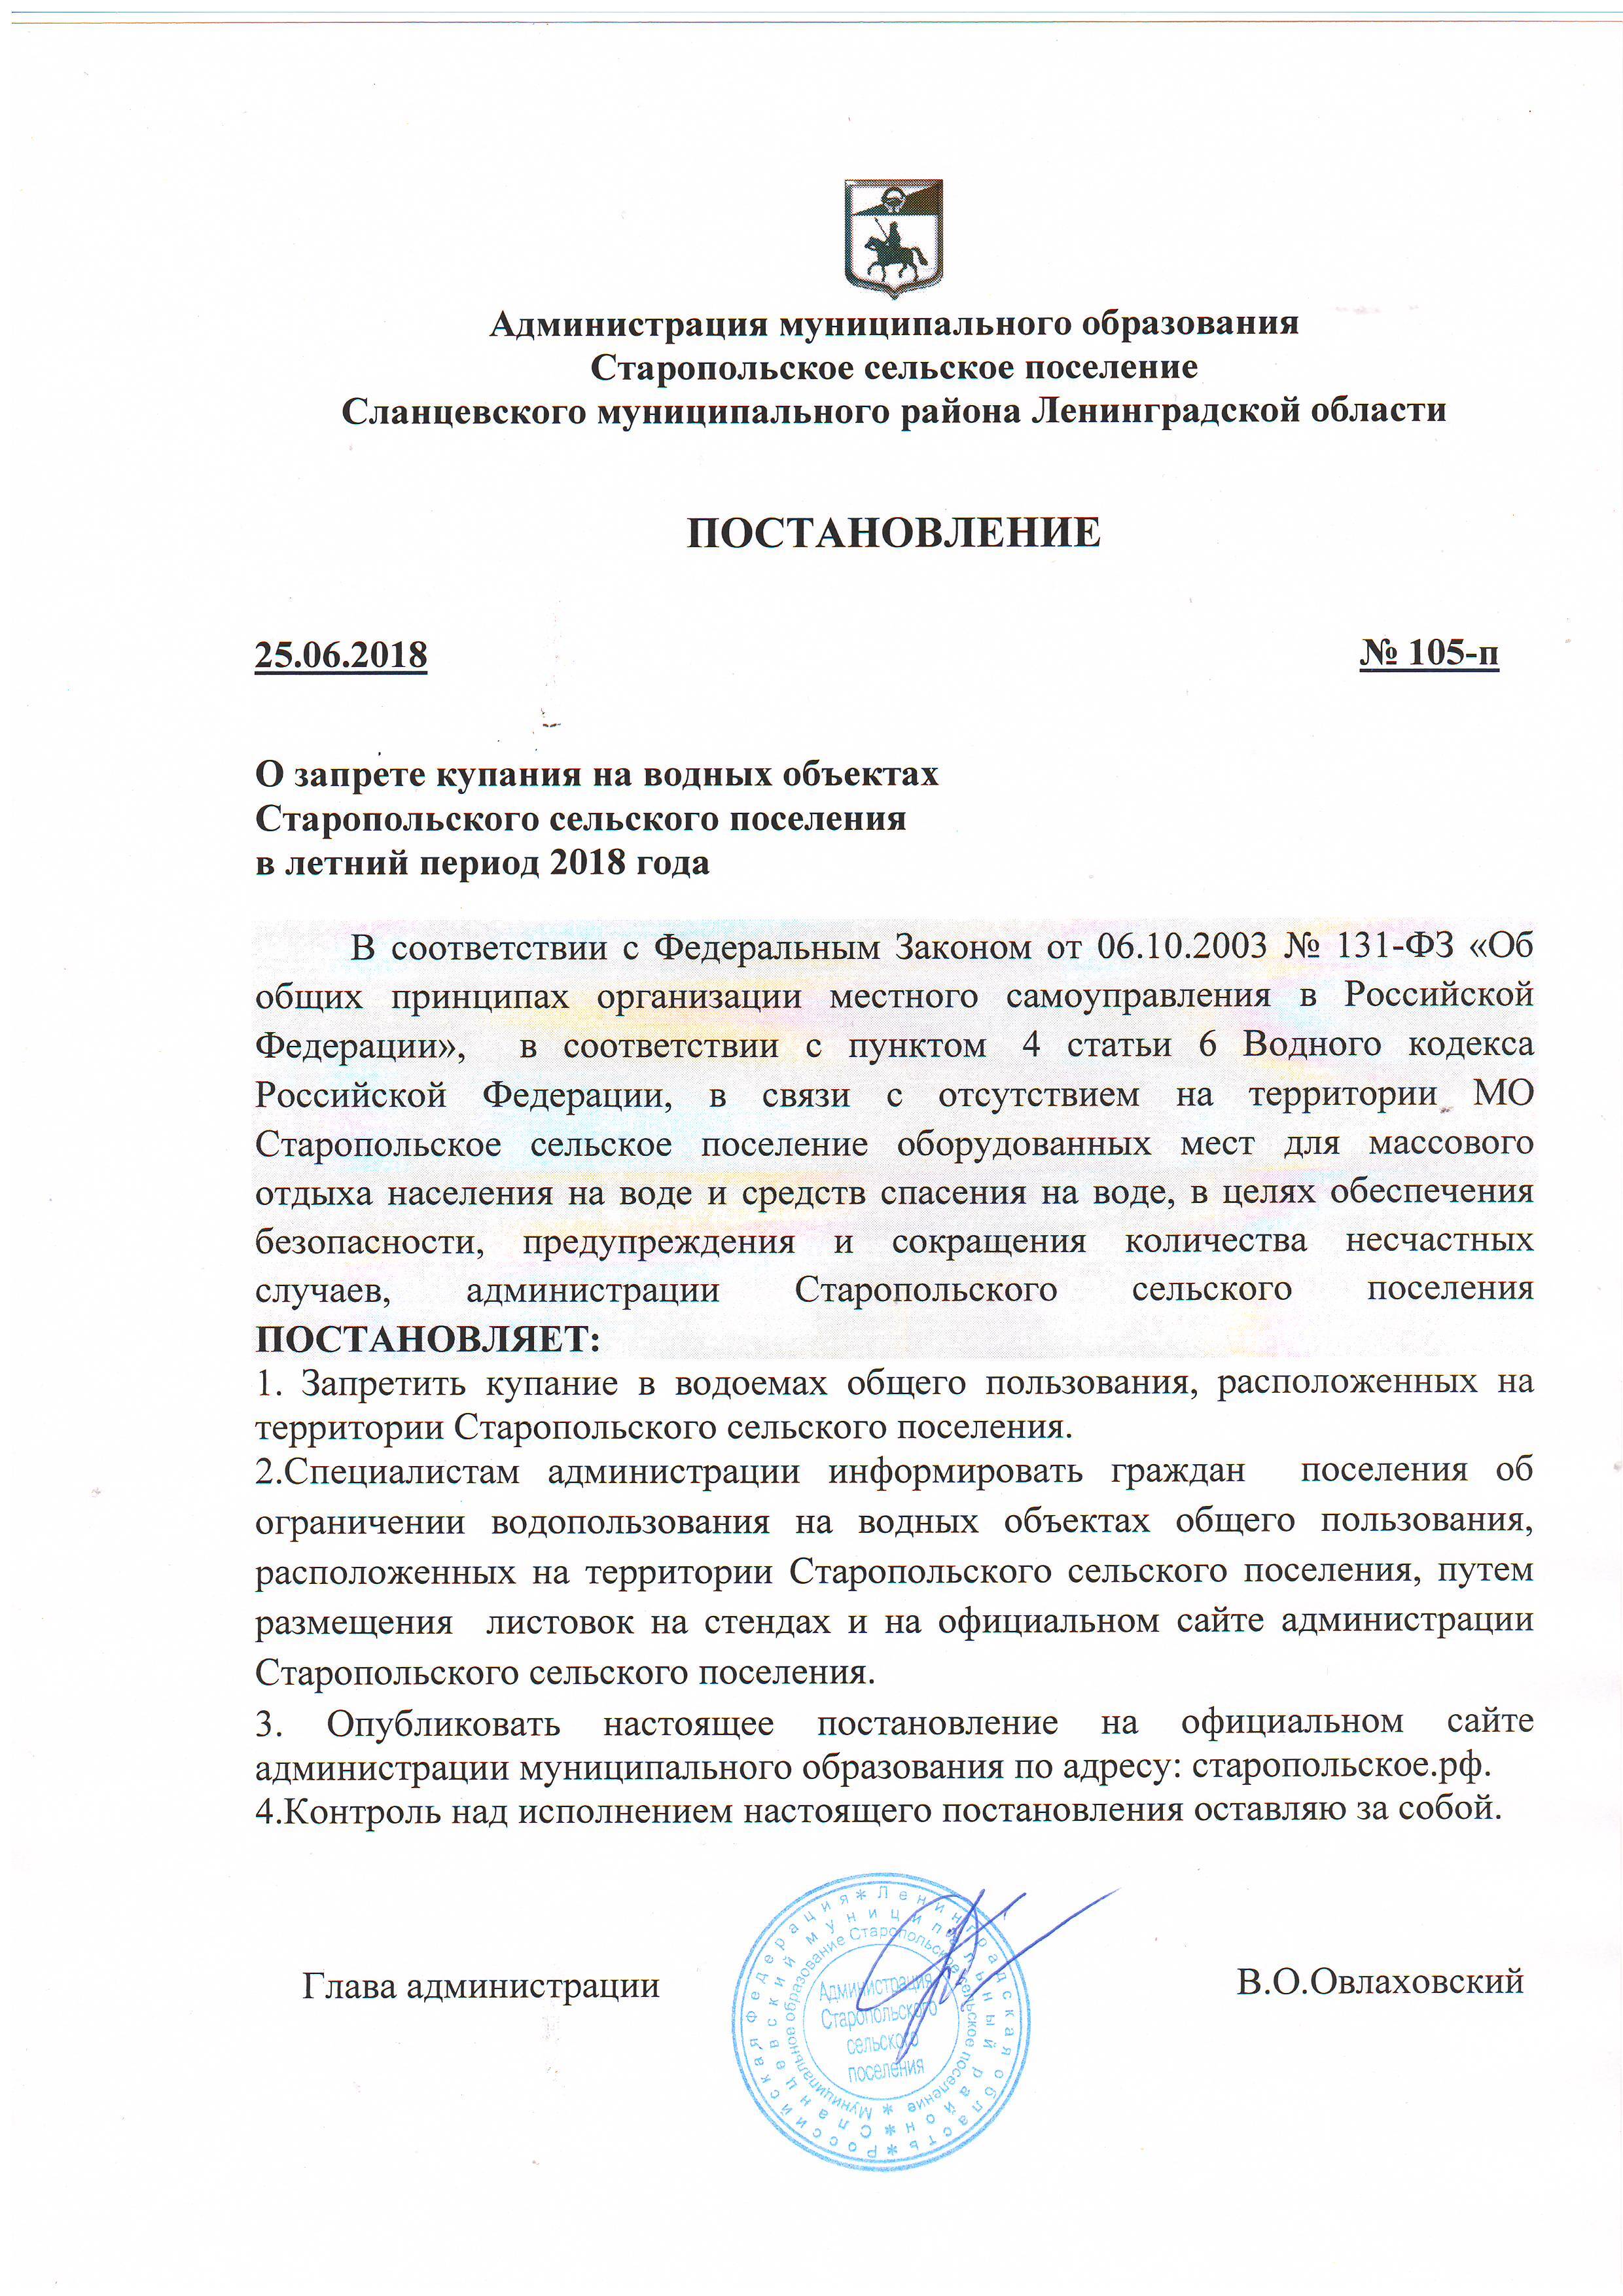 Администрация муниципального образования
Старопольское сельское поселение
Сланцевского муниципального района Ленинградской области
ПОСТАНОВЛЕНИЕ
25.06.2018 № 105-п
О запрете купания на водных объектах
Старопольского сельского поселения
в летний период 2018 года
В соответствии с Федеральным Законом от 06.10.2003 № 131-ФЗ «Об
общих принципах организации местного самоуправления в Российской
Федерации», в соответствии с пунктом 4 статьи 6 Водного кодекса
Российской Федерации, в связи с отсутствием на территории МО
Старопольское сельское поселение оборудованных мест для массового
отдыха населения на воде и средств спасения на воде, в целях обеспечения
безопасности, предупреждения и сокращения количества несчастных
случаев, администрации Старопольского сельского поселения
ПОСТАНОВЛЯЕТ:
1. Запретить купание в водоемах общего пользования, расположенных на
территории Старопольского сельского поселения.
2.Специалистам администрации информировать граждан поселения об
ограничении водопользования на водных объектах общего пользования,
расположенных на территории Старопольского сельского поселения, путем
размещения листовок на стендах и на официальном сайте администрации
Старопольского сельского поселения.
3. Опубликовать настоящее постановление на официальном сайте
администрации муниципального образования по адресу: старопольское.рф.
4.Контроль над исполнением настоящего постановления оставляю за собой.
Глава администрации В.О.Овлаховский
Российская Федерация * Ленинградская область *
Сланцевский муниципальный район *
Муниципальное образование Старопольское сельское поселение *
Администрация
Старопольского
сельского
поселения